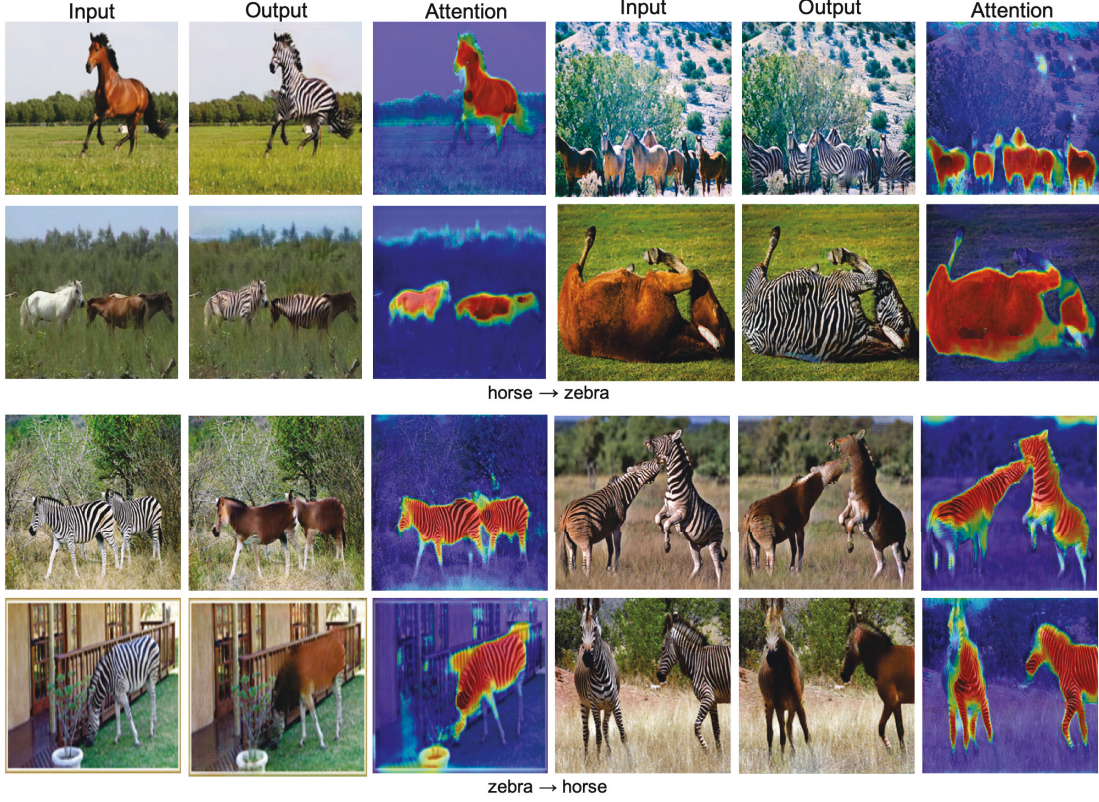 Input Output Attention Input Output Attention
horse → zebra
zebra → horse